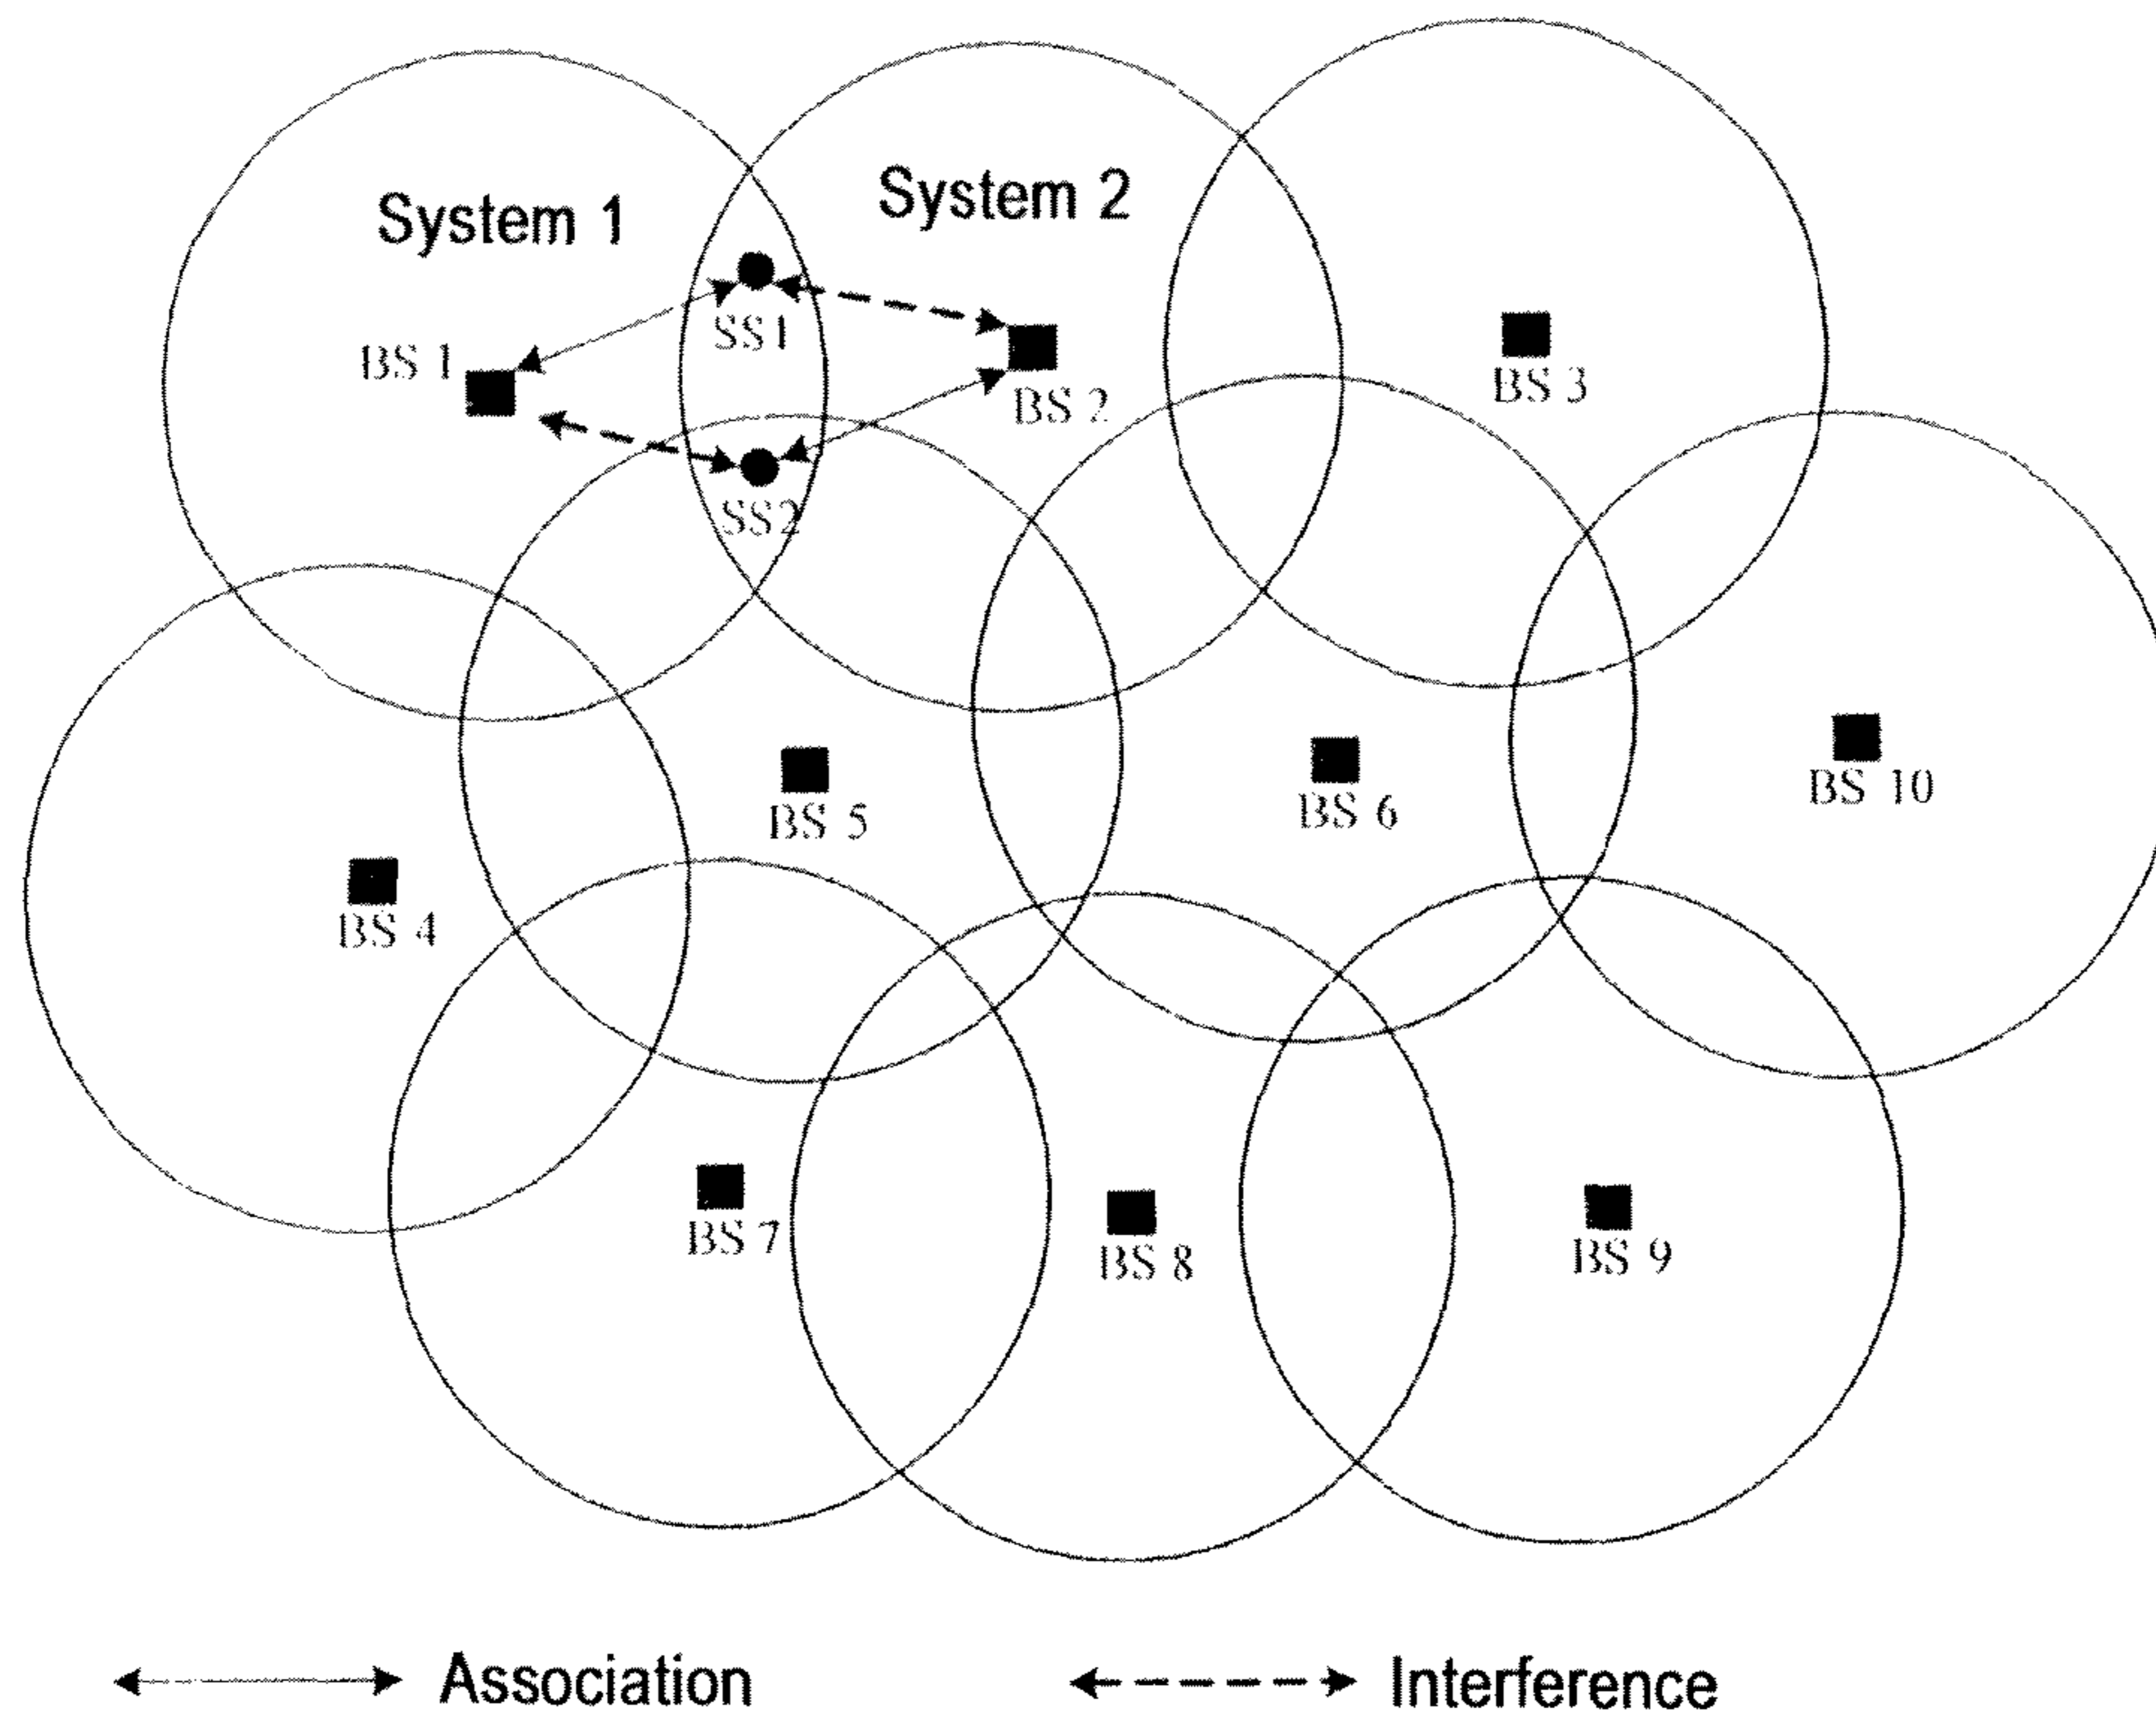 System 1
System 2
SS1
BS 1
BS 2
BS 3
SS2
BS 5
BS 6
BS 10
BS 4
BS 7
BS 8
BS 9
Association
Interference